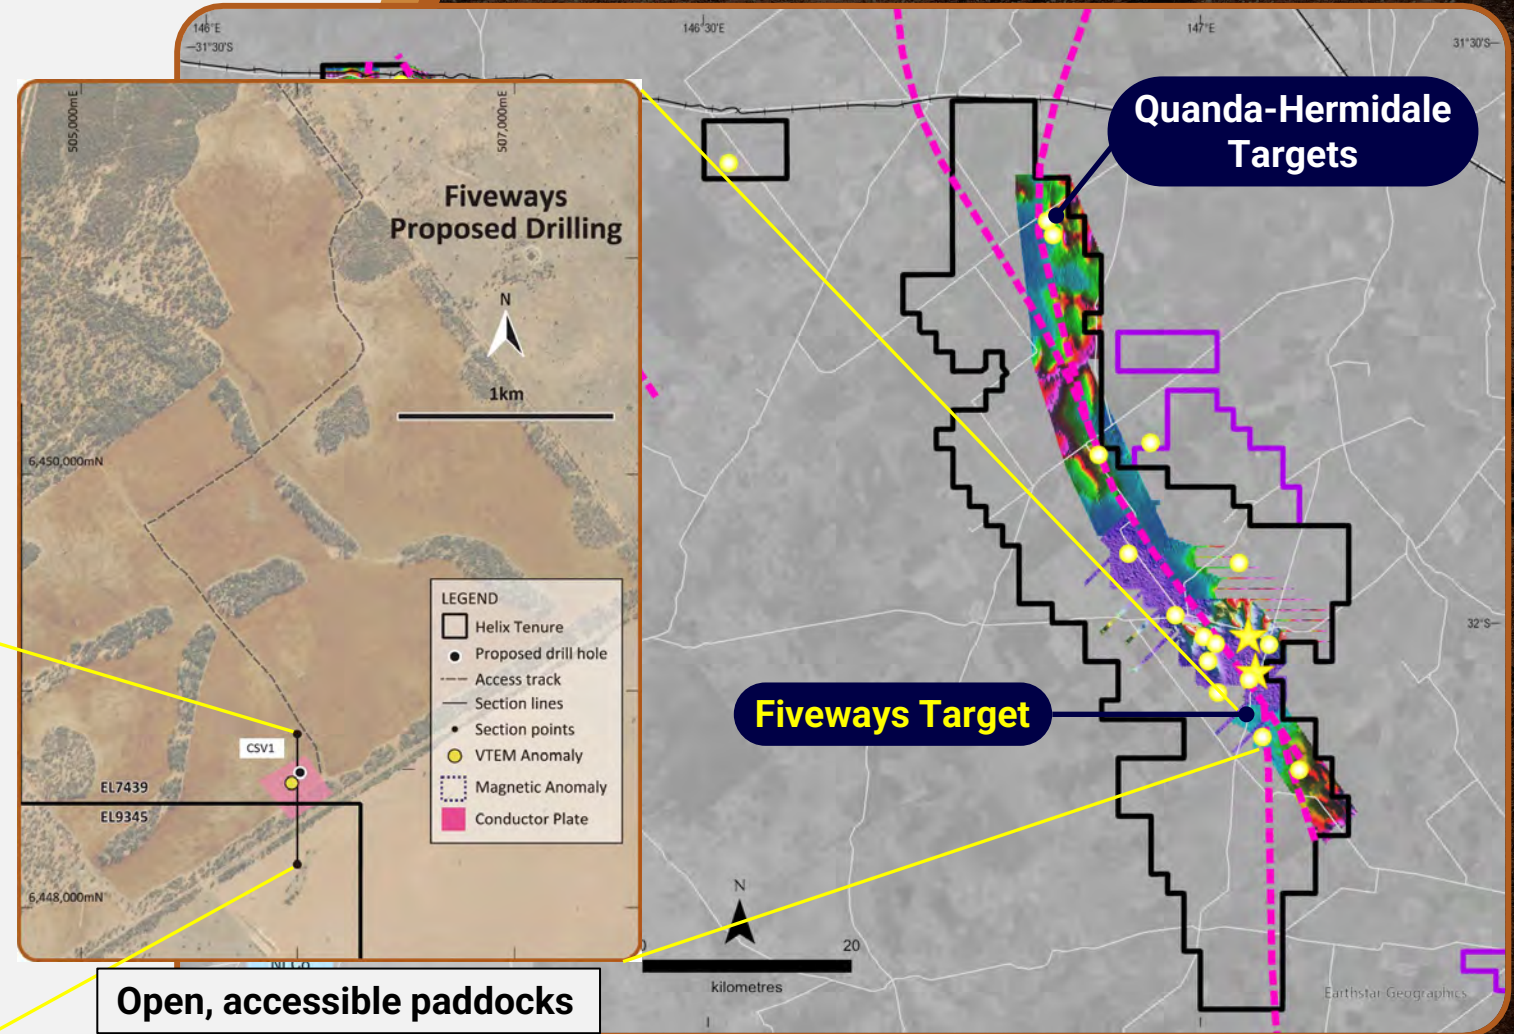 146°E
146°30'E
147°E
31°30'S
31°30'S
Quanda-Hermidale
Targets
505,000mE
507,000mE
Fiveways
Proposed Drilling
N
1km
6,450,000mN
LEGEND
Helix Tenure
Proposed drill hole
Access track
Section lines
Section points
VTEM Anomaly
Magnetic Anomaly
Conductor Plate
CSV1
EL7439
EL9345
6,448,000mN
32°S
Fiveways Target
N
0
20
kilometres
Earthstar Geographics
Open, accessible paddocks